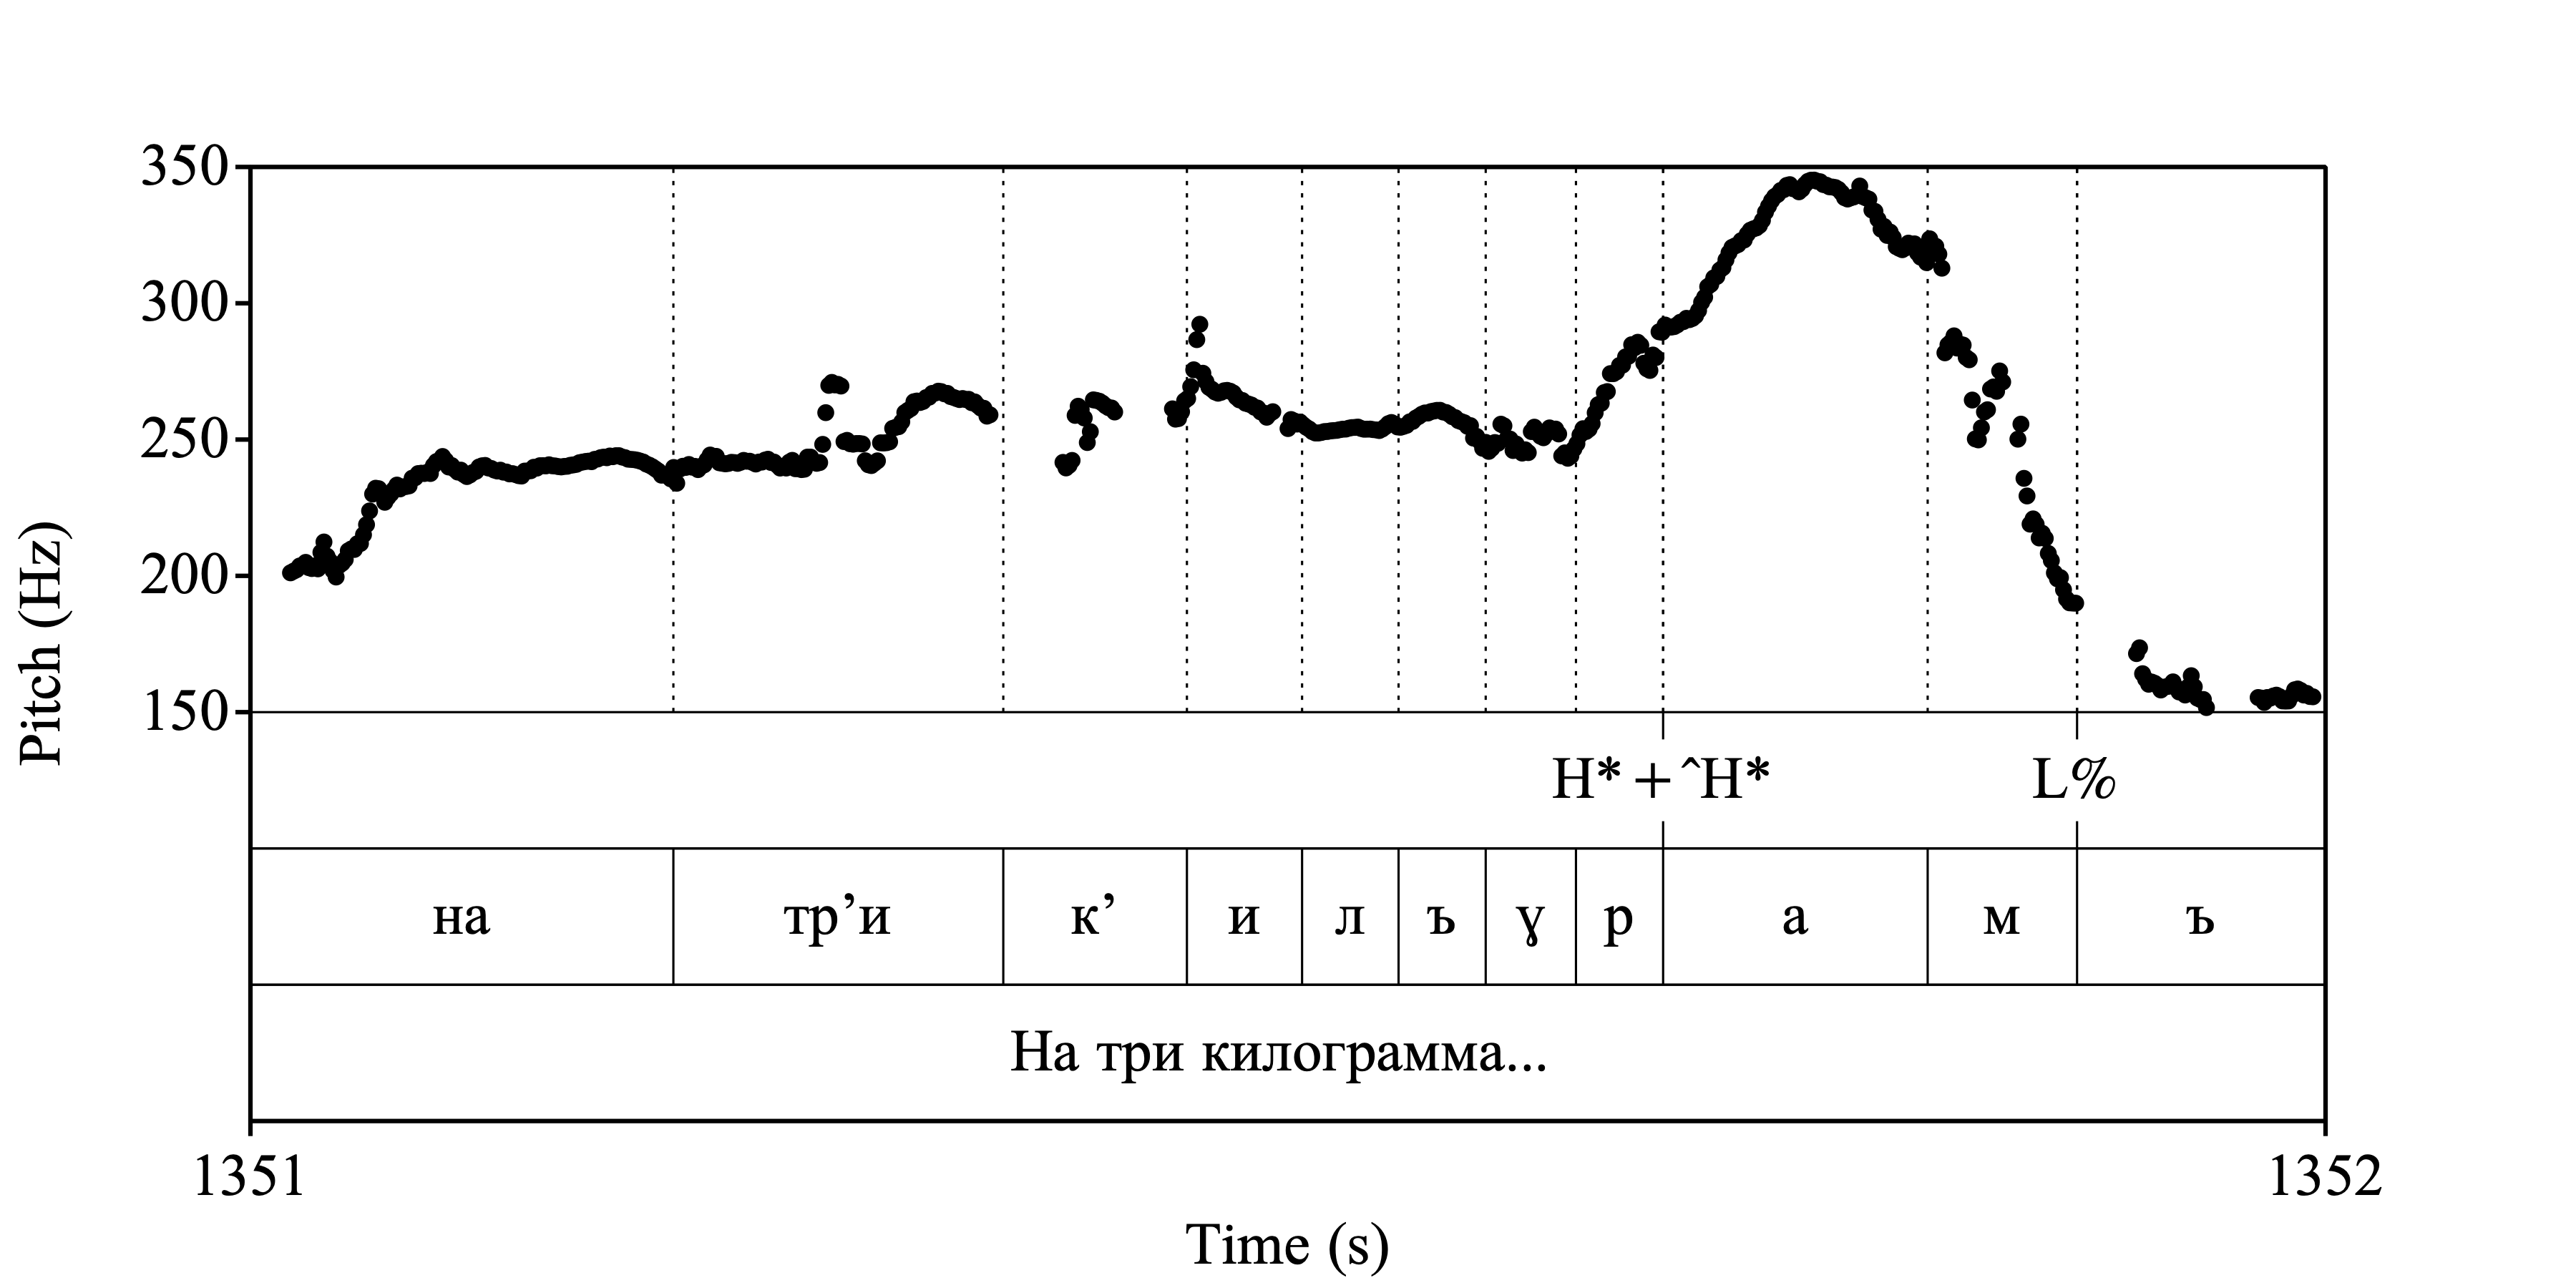 350
300
250
200
150
Pitch (Hz)
H* + ^H* L%
на тр’и к’ и л ъ ɣ р а м ъ
На три килограмма...
1351 1352
Time (s)